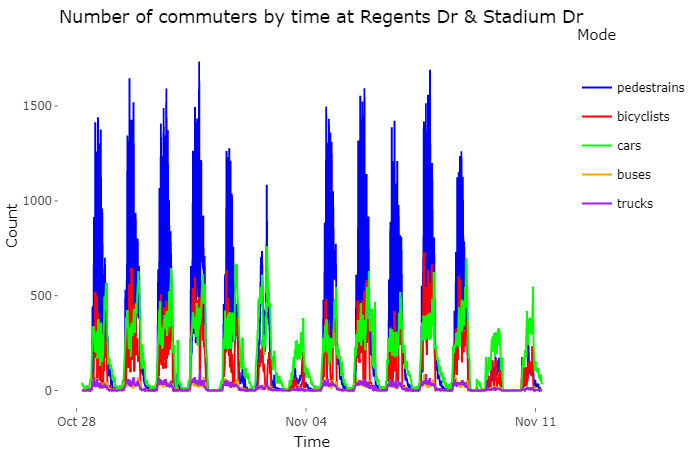 Number of commuters by time at Regents Dr & Stadium Dr
Mode
pedestrains
bicyclists
cars
buses
trucks
1500
1000
500
0
Count
Oct 28
Nov 04
Nov 11
Time